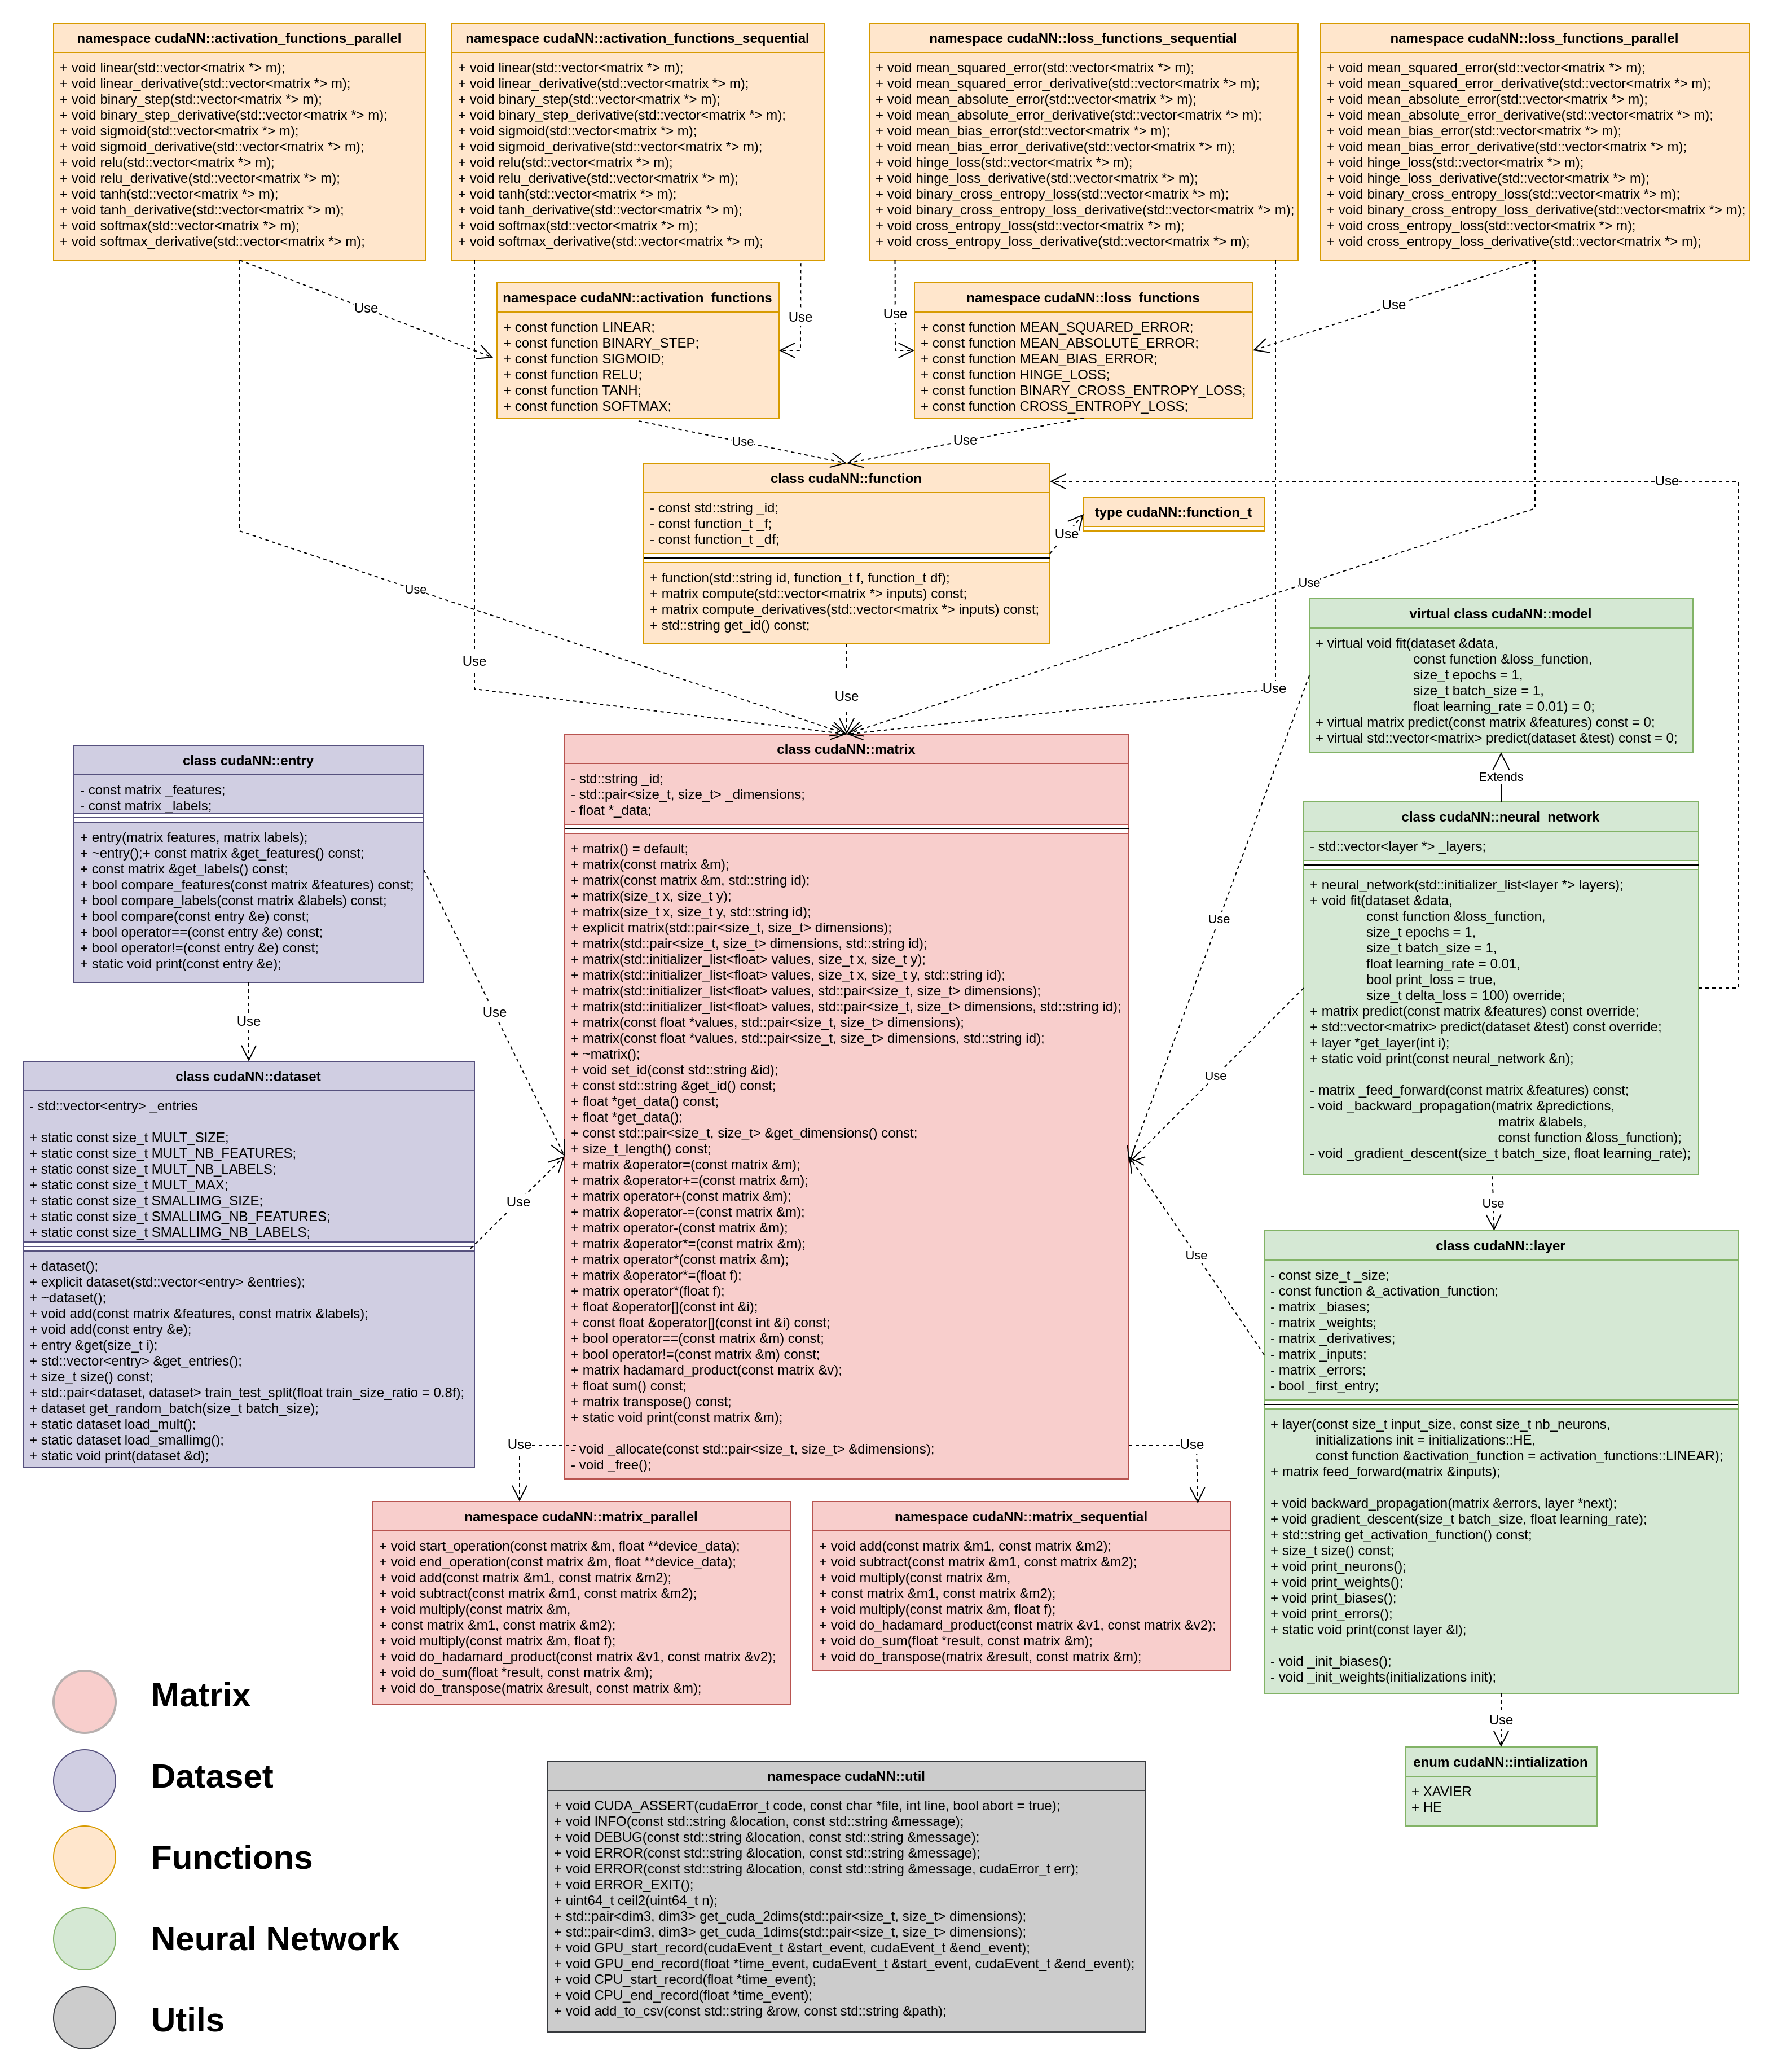 namespace cudaNN::activation_functions_parallel
+ void linear(std::vector<matrix *> m);
+ void linear_derivative(std::vector<matrix *> m);
+ void binary_step(std::vector<matrix *> m);
+ void binary_step_derivative(std::vector<matrix *> m);
+ void sigmoid(std::vector<matrix *> m);
+ void sigmoid_derivative(std::vector<matrix *> m);
+ void relu(std::vector<matrix *> m);
+ void relu_derivative(std::vector<matrix *> m);
+ void tanh(std::vector<matrix *> m);
+ void tanh_derivative(std::vector<matrix *> m);
+ void softmax(std::vector<matrix *> m);
+ void softmax_derivative(std::vector<matrix *> m);
namespace cudaNN::activation_functions_sequential
+ void linear(std::vector<matrix *> m);
+ void linear_derivative(std::vector<matrix *> m);
+ void binary_step(std::vector<matrix *> m);
+ void binary_step_derivative(std::vector<matrix *> m);
+ void sigmoid(std::vector<matrix *> m);
+ void sigmoid_derivative(std::vector<matrix *> m);
+ void relu(std::vector<matrix *> m);
+ void relu_derivative(std::vector<matrix *> m);
+ void tanh(std::vector<matrix *> m);
+ void tanh_derivative(std::vector<matrix *> m);
+ void softmax(std::vector<matrix *> m);
+ void softmax_derivative(std::vector<matrix *> m);
namespace cudaNN::loss_functions_sequential
+ void mean_squared_error(std::vector<matrix *> m);
+ void mean_squared_error_derivative(std::vector<matrix *> m);
+ void mean_absolute_error(std::vector<matrix *> m);
+ void mean_absolute_error_derivative(std::vector<matrix *> m);
+ void mean_bias_error(std::vector<matrix *> m);
+ void mean_bias_error_derivative(std::vector<matrix *> m);
+ void hinge_loss(std::vector<matrix *> m);
+ void hinge_loss_derivative(std::vector<matrix *> m);
+ void binary_cross_entropy_loss(std::vector<matrix *> m);
+ void binary_cross_entropy_loss_derivative(std::vector<matrix *> m);
+ void cross_entropy_loss(std::vector<matrix *> m);
+ void cross_entropy_loss_derivative(std::vector<matrix *> m);
namespace cudaNN::loss_functions_parallel
+ void mean_squared_error(std::vector<matrix *> m);
+ void mean_squared_error_derivative(std::vector<matrix *> m);
+ void mean_absolute_error(std::vector<matrix *> m);
+ void mean_absolute_error_derivative(std::vector<matrix *> m);
+ void mean_bias_error(std::vector<matrix *> m);
+ void mean_bias_error_derivative(std::vector<matrix *> m);
+ void hinge_loss(std::vector<matrix *> m);
+ void hinge_loss_derivative(std::vector<matrix *> m);
+ void binary_cross_entropy_loss(std::vector<matrix *> m);
+ void binary_cross_entropy_loss_derivative(std::vector<matrix *> m);
+ void cross_entropy_loss(std::vector<matrix *> m);
+ void cross_entropy_loss_derivative(std::vector<matrix *> m);
Use
Use
Use
Use
namespace cudaNN::activation_functions
+ const function LINEAR;
+ const function BINARY_STEP;
+ const function SIGMOID;
+ const function RELU;
+ const function TANH;
+ const function SOFTMAX;
namespace cudaNN::loss_functions
+ const function MEAN_SQUARED_ERROR;
+ const function MEAN_ABSOLUTE_ERROR;
+ const function MEAN_BIAS_ERROR;
+ const function HINGE_LOSS;
+ const function BINARY_CROSS_ENTROPY_LOSS;
+ const function CROSS_ENTROPY_LOSS;
Use
Use
Use
class cudaNN::function
- const std::string _id;
- const function_t _f;
- const function_t _df;
+ function(std::string id, function_t f, function_t df);
+ matrix compute(std::vector<matrix *> inputs) const;
+ matrix compute_derivatives(std::vector<matrix *> inputs) const;
+ std::string get_id() const;
Use
type cudaNN::function_t
Use
Use
Use
Use
Use
virtual class cudaNN::model
+ virtual void fit(dataset &data,
const function &loss_function,
size_t epochs = 1,
size_t batch_size = 1,
float learning_rate = 0.01) = 0;
+ virtual matrix predict(const matrix &features) const = 0;
+ virtual std::vector<matrix> predict(dataset &test) const = 0;
Extends
class cudaNN::entry
- const matrix _features;
- const matrix _labels;
+ entry(matrix features, matrix labels);
+ ~entry();+ const matrix &get_features() const;
+ const matrix &get_labels() const;
+ bool compare_features(const matrix &features) const;
+ bool compare_labels(const matrix &labels) const;
+ bool compare(const entry &e) const;
+ bool operator==(const entry &e) const;
+ bool operator!=(const entry &e) const;
+ static void print(const entry &e);
Use
Use
class cudaNN::dataset
- std::vector<entry> _entries
+ static const size_t MULT_SIZE;
+ static const size_t MULT_NB_FEATURES;
+ static const size_t MULT_NB_LABELS;
+ static const size_t MULT_MAX;
+ static const size_t SMALLIMG_SIZE;
+ static const size_t SMALLIMG_NB_FEATURES;
+ static const size_t SMALLIMG_NB_LABELS;
+ dataset();
+ explicit dataset(std::vector<entry> &entries);
+ ~dataset();
+ void add(const matrix &features, const matrix &labels);
+ void add(const entry &e);
+ entry &get(size_t i);
+ std::vector<entry> &get_entries();
+ size_t size() const;
+ std::pair<dataset, dataset> train_test_split(float train_size_ratio = 0.8f);
+ dataset get_random_batch(size_t batch_size);
+ static dataset load_mult();
+ static dataset load_smallimg();
+ static void print(dataset &d);
Use
class cudaNN::matrix
- std::string _id;
- std::pair<size_t, size_t> _dimensions;
- float *_data;
+ matrix() = default;
+ matrix(const matrix &m);
+ matrix(const matrix &m, std::string id);
+ matrix(size_t x, size_t y);
+ matrix(size_t x, size_t y, std::string id);
+ explicit matrix(std::pair<size_t, size_t> dimensions);
+ matrix(std::pair<size_t, size_t> dimensions, std::string id);
+ matrix(std::initializer_list<float> values, size_t x, size_t y);
+ matrix(std::initializer_list<float> values, size_t x, size_t y, std::string id);
+ matrix(std::initializer_list<float> values, std::pair<size_t, size_t> dimensions);
+ matrix(std::initializer_list<float> values, std::pair<size_t, size_t> dimensions, std::string id);
+ matrix(const float *values, std::pair<size_t, size_t> dimensions);
+ matrix(const float *values, std::pair<size_t, size_t> dimensions, std::string id);
+ ~matrix();
+ void set_id(const std::string &id);
+ const std::string &get_id() const;
+ float *get_data() const;
+ float *get_data();
+ const std::pair<size_t, size_t> &get_dimensions() const;
+ size_t_length() const;
+ matrix &operator=(const matrix &m);
+ matrix &operator+=(const matrix &m);
+ matrix operator+(const matrix &m);
+ matrix &operator-=(const matrix &m);
+ matrix operator-(const matrix &m);
+ matrix &operator*=(const matrix &m);
+ matrix operator*(const matrix &m);
+ matrix &operator*=(float f);
+ matrix operator*(float f);
+ float &operator[](const int &i);
+ const float &operator[](const int &i) const;
+ bool operator==(const matrix &m) const;
+ bool operator!=(const matrix &m) const;
+ matrix hadamard_product(const matrix &v);
+ float sum() const;
+ matrix transpose() const;
+ static void print(const matrix &m);
- void _allocate(const std::pair<size_t, size_t> &dimensions);
- void _free();
Use
Use
Use
Use
Use
class cudaNN::neural_network
- std::vector<layer *> _layers;
+ neural_network(std::initializer_list<layer *> layers);
+ void fit(dataset &data,
const function &loss_function,
size_t epochs = 1,
size_t batch_size = 1,
float learning_rate = 0.01,
bool print_loss = true,
size_t delta_loss = 100) override;
+ matrix predict(const matrix &features) const override;
+ std::vector<matrix> predict(dataset &test) const override;
+ layer *get_layer(int i);
+ static void print(const neural_network &n);
- matrix _feed_forward(const matrix &features) const;
- void _backward_propagation(matrix &predictions,
matrix &labels,
const function &loss_function);
- void _gradient_descent(size_t batch_size, float learning_rate);
Use
class cudaNN::layer
- const size_t _size;
- const function &_activation_function;
- matrix _biases;
- matrix _weights;
- matrix _derivatives;
- matrix _inputs;
- matrix _errors;
- bool _first_entry;
+ layer(const size_t input_size, const size_t nb_neurons,
initializations init = initializations::HE,
const function &activation_function = activation_functions::LINEAR);
+ matrix feed_forward(matrix &inputs);
+ void backward_propagation(matrix &errors, layer *next);
+ void gradient_descent(size_t batch_size, float learning_rate);
+ std::string get_activation_function() const;
+ size_t size() const;
+ void print_neurons();
+ void print_weights();
+ void print_biases();
+ void print_errors();
+ static void print(const layer &l);
- void _init_biases();
- void _init_weights(initializations init);
Use
enum cudaNN::intialization
+ XAVIER
+ HE
namespace cudaNN::matrix_parallel
+ void start_operation(const matrix &m, float **device_data);
+ void end_operation(const matrix &m, float **device_data);
+ void add(const matrix &m1, const matrix &m2);
+ void subtract(const matrix &m1, const matrix &m2);
+ void multiply(const matrix &m,
+ const matrix &m1, const matrix &m2);
+ void multiply(const matrix &m, float f);
+ void do_hadamard_product(const matrix &v1, const matrix &v2);
+ void do_sum(float *result, const matrix &m);
+ void do_transpose(matrix &result, const matrix &m);
namespace cudaNN::matrix_sequential
+ void add(const matrix &m1, const matrix &m2);
+ void subtract(const matrix &m1, const matrix &m2);
+ void multiply(const matrix &m,
+ const matrix &m1, const matrix &m2);
+ void multiply(const matrix &m, float f);
+ void do_hadamard_product(const matrix &v1, const matrix &v2);
+ void do_sum(float *result, const matrix &m);
+ void do_transpose(matrix &result, const matrix &m);
Matrix
Dataset
Functions
Neural Network
Utils
namespace cudaNN::util
+ void CUDA_ASSERT(cudaError_t code, const char *file, int line, bool abort = true);
+ void INFO(const std::string &location, const std::string &message);
+ void DEBUG(const std::string &location, const std::string &message);
+ void ERROR(const std::string &location, const std::string &message);
+ void ERROR(const std::string &location, const std::string &message, cudaError_t err);
+ void ERROR_EXIT();
+ uint64_t ceil2(uint64_t n);
+ std::pair<dim3, dim3> get_cuda_2dims(std::pair<size_t, size_t> dimensions);
+ std::pair<dim3, dim3> get_cuda_1dims(std::pair<size_t, size_t> dimensions);
+ void GPU_start_record(cudaEvent_t &start_event, cudaEvent_t &end_event);
+ void GPU_end_record(float *time_event, cudaEvent_t &start_event, cudaEvent_t &end_event);
+ void CPU_start_record(float *time_event);
+ void CPU_end_record(float *time_event);
+ void add_to_csv(const std::string &row, const std::string &path);